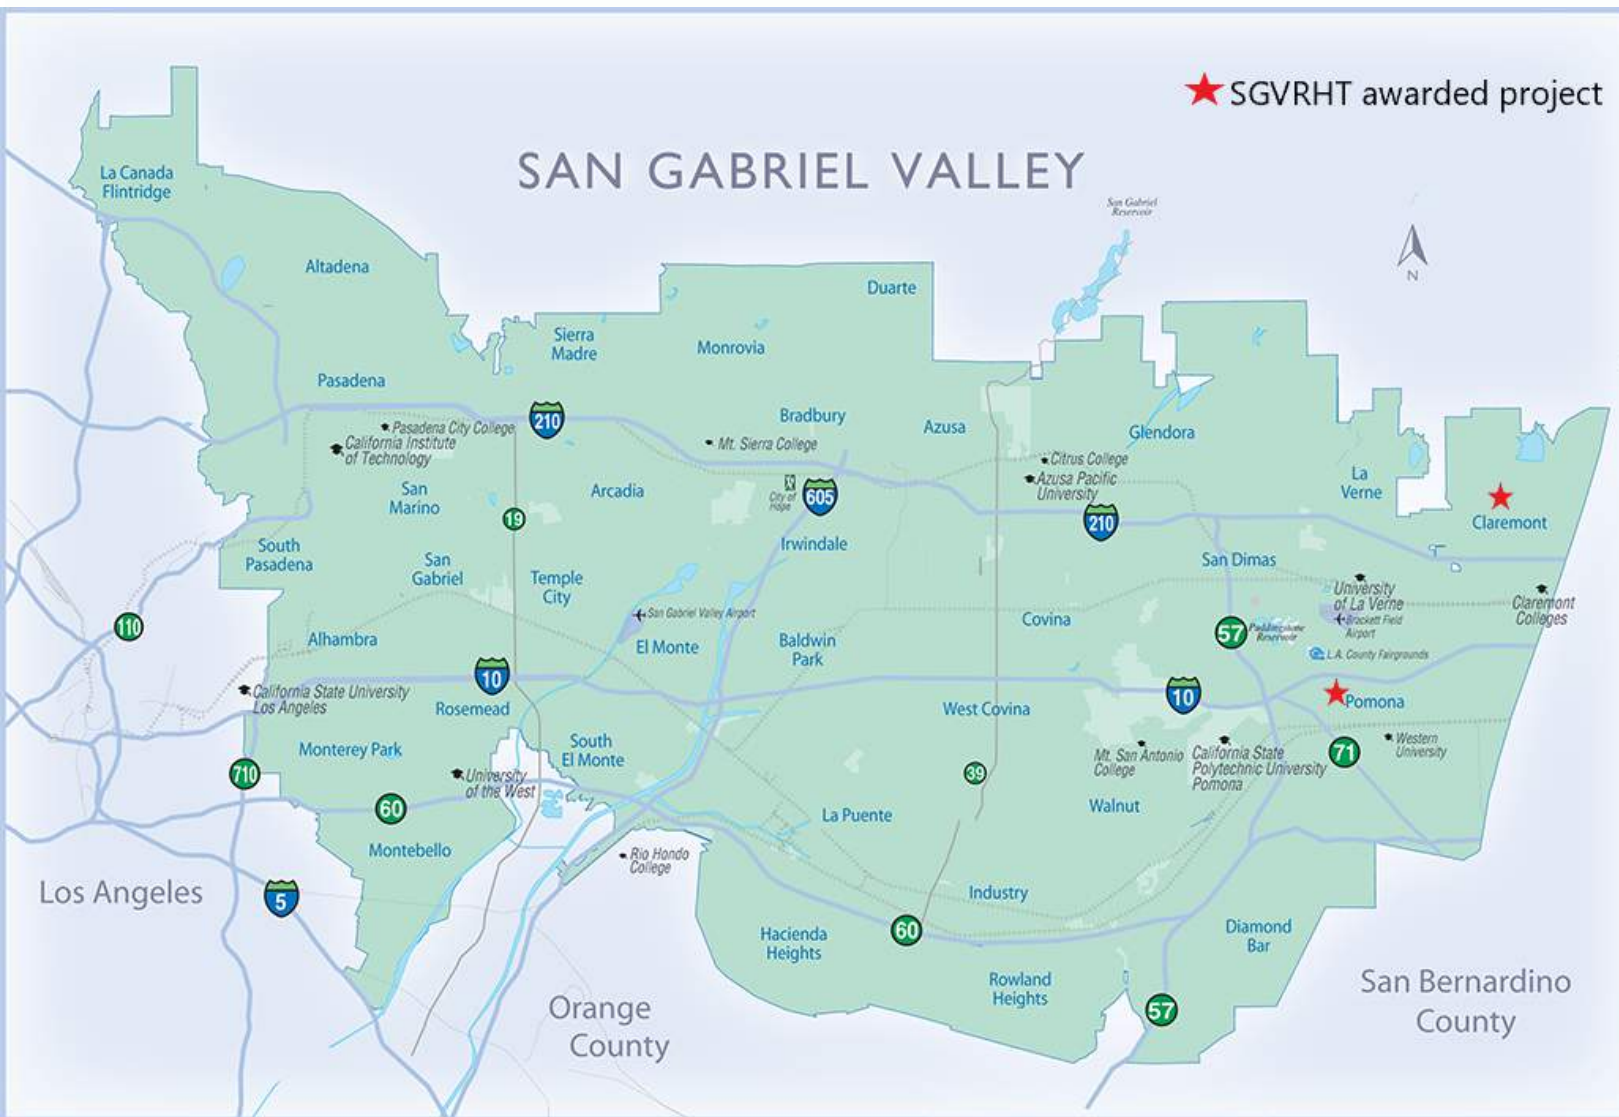 SGVRHT awarded project
SAN GABRIEL VALLEY
La Canada
Flintridge
San Gabriel
Reservoir
N
Altadena
Duarte
Sierra
Madre
Monrovia
Pasadena
Bradbury
Azusa
Glendora
210
Pasadena City College
California Institute
of Technology
Mt. Sierra College
Citrus College
Azusa Pacific
University
La
Verne
San
Marino
Arcadia
City of
Hope
605
19
210
Claremont
South
Pasadena
San
Gabriel
Temple
City
Irwindale
San Dimas
University
of La Verne
Brackett Field
Airport
Claremont
Colleges
110
Alhambra
San Gabriel Valley Airport
El Monte
Baldwin
Park
Covina
57
Puddingstone
Reservoir
L.A. County Fairgrounds
10
California State University
Los Angeles
Rosemead
West Covina
10
Pomona
Monterey Park
South
El Monte
Mt. San Antonio
College
California State
Polytechnic University
Pomona
71
Western
University
710
University
of the West
39
60
La Puente
Walnut
Montebello
Rio Hondo
College
Los Angeles
5
Industry
Hacienda
Heights
60
Diamond
Bar
Rowland
Heights
57
Orange
County
San Bernardino
County